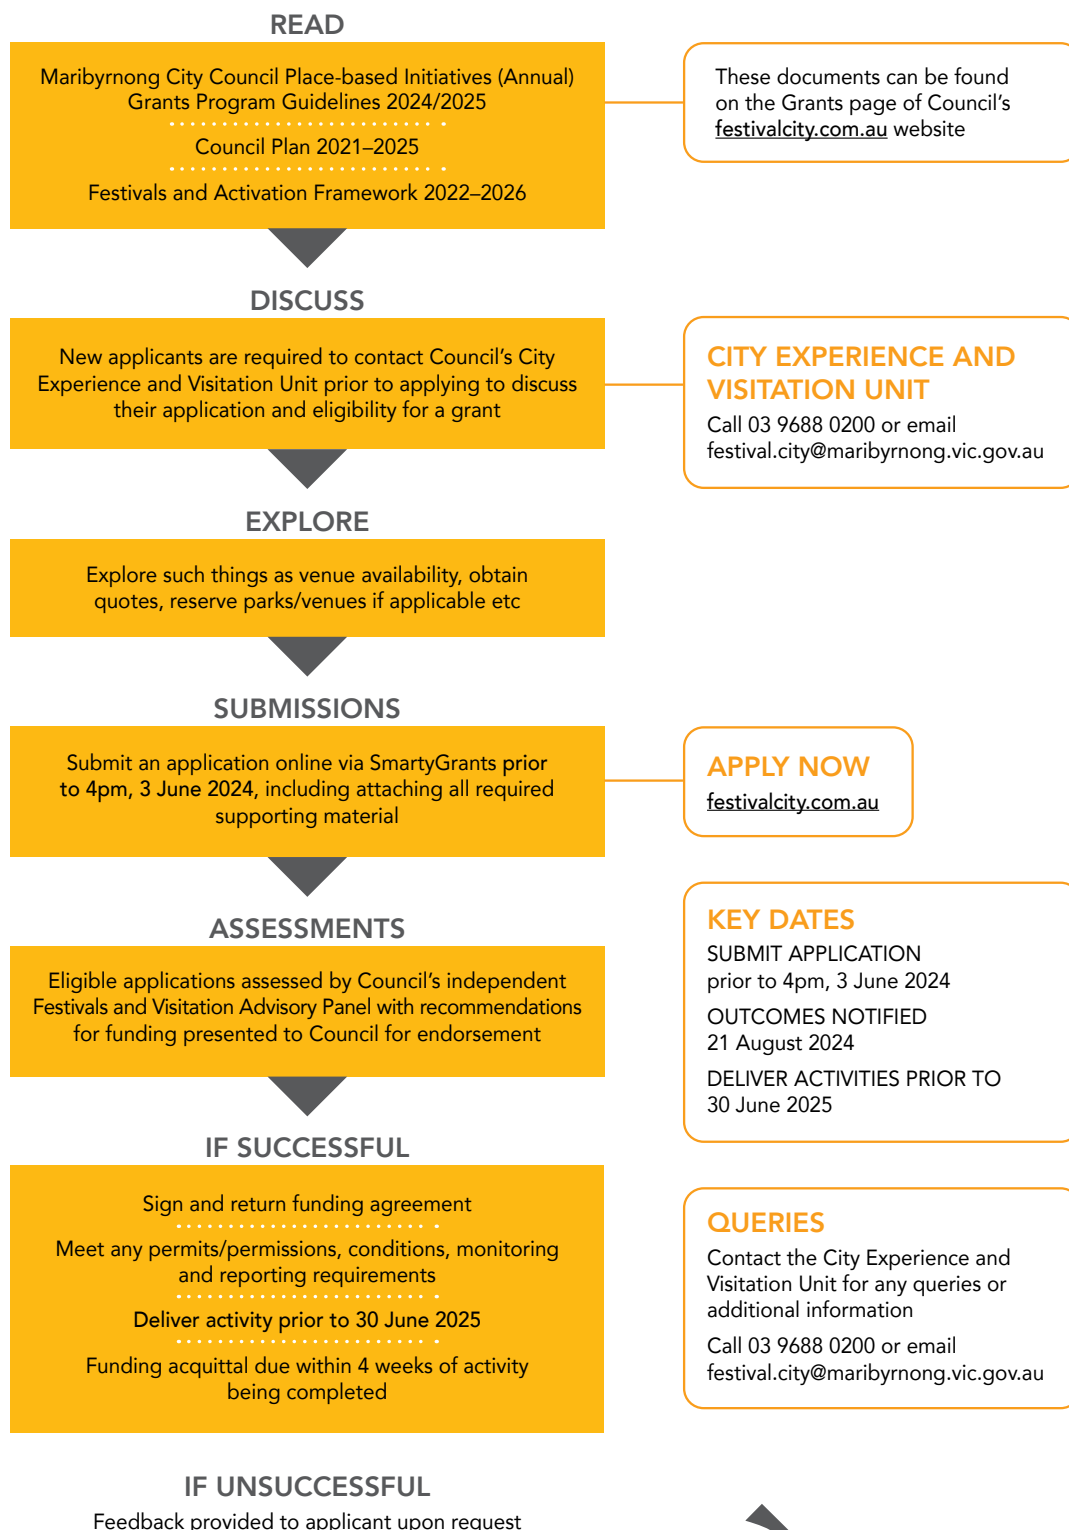 READ
Maribyrnong City Council Place-based Initiatives (Annual)
Grants Program Guidelines 2024/2025
Council Plan 2021–2025
Festivals and Activation Framework 2022–2026
These documents can be found
on the Grants page of Council's
festivalcity.com.au website
DISCUSS
New applicants are required to contact Council's City
Experience and Visitation Unit prior to applying to discuss
their application and eligibility for a grant
CITY EXPERIENCE AND
VISITATION UNIT
Call 03 9688 0200 or email
festival.city@maribyrnong.vic.gov.au
EXPLORE
Explore such things as venue availability, obtain
quotes, reserve parks/venues if applicable etc
SUBMISSIONS
Submit an application online via SmartyGrants prior
to 4pm, 3 June 2024, including attaching all required
supporting material
APPLY NOW
festivalcity.com.au
ASSESSMENTS
Eligible applications assessed by Council's independent
Festivals and Visitation Advisory Panel with recommendations
for funding presented to Council for endorsement
KEY DATES
SUBMIT APPLICATION
prior to 4pm, 3 June 2024
OUTCOMES NOTIFIED
21 August 2024
DELIVER ACTIVITIES PRIOR TO
30 June 2025
IF SUCCESSFUL
Sign and return funding agreement
Meet any permits/permissions, conditions, monitoring
and reporting requirements
Deliver activity prior to 30 June 2025
Funding acquittal due within 4 weeks of activity
being completed
QUERIES
Contact the City Experience and
Visitation Unit for any queries or
additional information
Call 03 9688 0200 or email
festival.city@maribyrnong.vic.gov.au
IF UNSUCCESSFUL
Feedback provided to applicant upon request